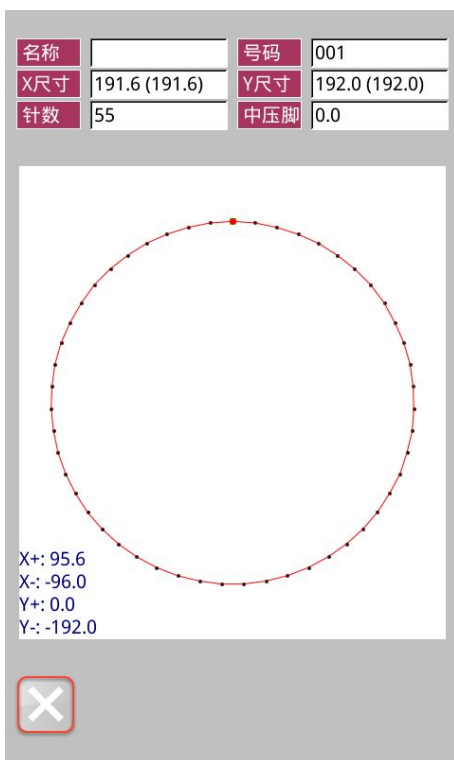 名称 号码 001
X尺寸 191.6 (191.6) Y尺寸 192.0 (192.0)
针数 55 中压脚 0.0
X+: 95.6
X-: -96.0
Y+: 0.0
Y-: -192.0